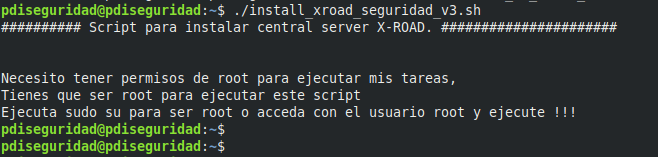 pdiseguridad@pdiseguridad:~$ ./install_xroad_seguridad_v3.sh
########## Script para instalar central server X-ROAD. ######################
Necesito tener permisos de root para ejecutar mis tareas,
Tienes que ser root para ejecutar este script
Ejecuta sudo su para ser root o acceda con el usuario root y ejecute !!!
pdiseguridad@pdiseguridad:~$
pdiseguridad@pdiseguridad:~$